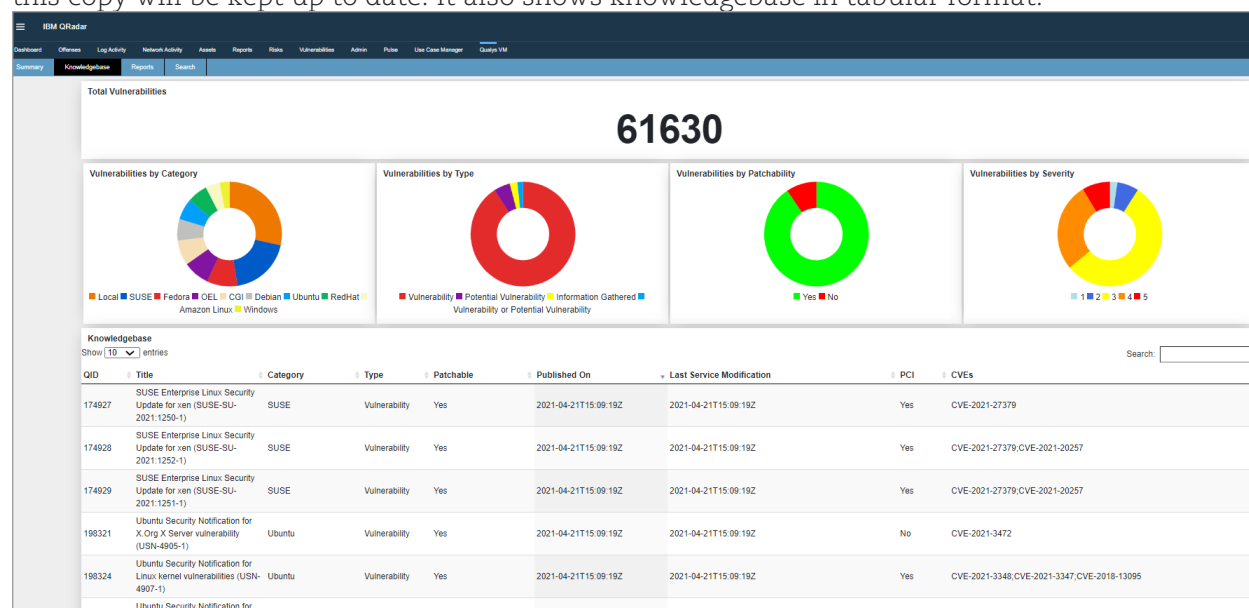 this copy will be kept up to date. It also shows knowledgebase in tabular format.
IBM QRadar
Dashboard Offenses Log Activity Network Activity Assets Reports Risks Vulnerabilities Admin Pulse Use Case Manager Qualys VM
Summary Knowledgebase Reports Search
Total Vulnerabilities
61630
Vulnerabilities by Category Vulnerabilities by Type Vulnerabilities by Patchability Vulnerabilities by Severity
Local SUSE Fedora OEL CGI Debian Ubuntu RedHat
Amazon Linux Windows
Vulnerability Potential Vulnerability Information Gathered
Vulnerability or Potential Vulnerability
Yes No
1 2 3 4 5
Knowledgebase
Show 10 entries
Search:
QID Title Category Type Patchable Published On Last Service Modification PCI CVEs
SUSE Enterprise Linux Security
174927 Update for xen (SUSE-SU- SUSE Vulnerability Yes 2021-04-21T15:09:19Z 2021-04-21T15:09:19Z Yes CVE-2021-27379
2021:1250-1)
SUSE Enterprise Linux Security
174928 Update for xen (SUSE-SU- SUSE Vulnerability Yes 2021-04-21T15:09:19Z 2021-04-21T15:09:19Z Yes CVE-2021-27379;CVE-2021-20257
2021:1252-1)
SUSE Enterprise Linux Security
174929 Update for xen (SUSE-SU- SUSE Vulnerability Yes 2021-04-21T15:09:19Z 2021-04-21T15:09:19Z Yes CVE-2021-27379;CVE-2021-20257
2021:1251-1)
Ubuntu Security Notification for
198321 X.Org X Server vulnerability Ubuntu Vulnerability Yes 2021-04-21T15:09:19Z 2021-04-21T15:09:19Z No CVE-2021-3472
(USN-4905-1)
Ubuntu Security Notification for
198324 Linux kernel vulnerabilities (USN- Ubuntu Vulnerability Yes 2021-04-21T15:09:19Z 2021-04-21T15:09:19Z Yes CVE-2021-3348;CVE-2021-3347;CVE-2018-13095
4907-1)
Ubuntu Security Notification for